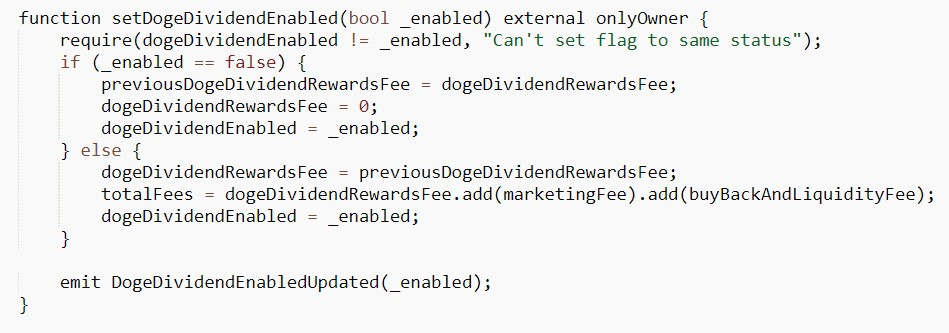 function setDogeDividendEnabled(bool _enabled) external onlyOwner {
    require(dogeDividendEnabled != _enabled, "Can't set flag to same status");
    if (_enabled == false) {
        previousDogeDividendRewardsFee = dogeDividendRewardsFee;
        dogeDividendRewardsFee = 0;
        dogeDividendEnabled = _enabled;
    } else {
        dogeDividendRewardsFee = previousDogeDividendRewardsFee;
        totalFees = dogeDividendRewardsFee.add(marketingFee).add(buyBackAndLiquidityFee);
        dogeDividendEnabled = _enabled;
    }

    emit DogeDividendEnabledUpdated(_enabled);
}